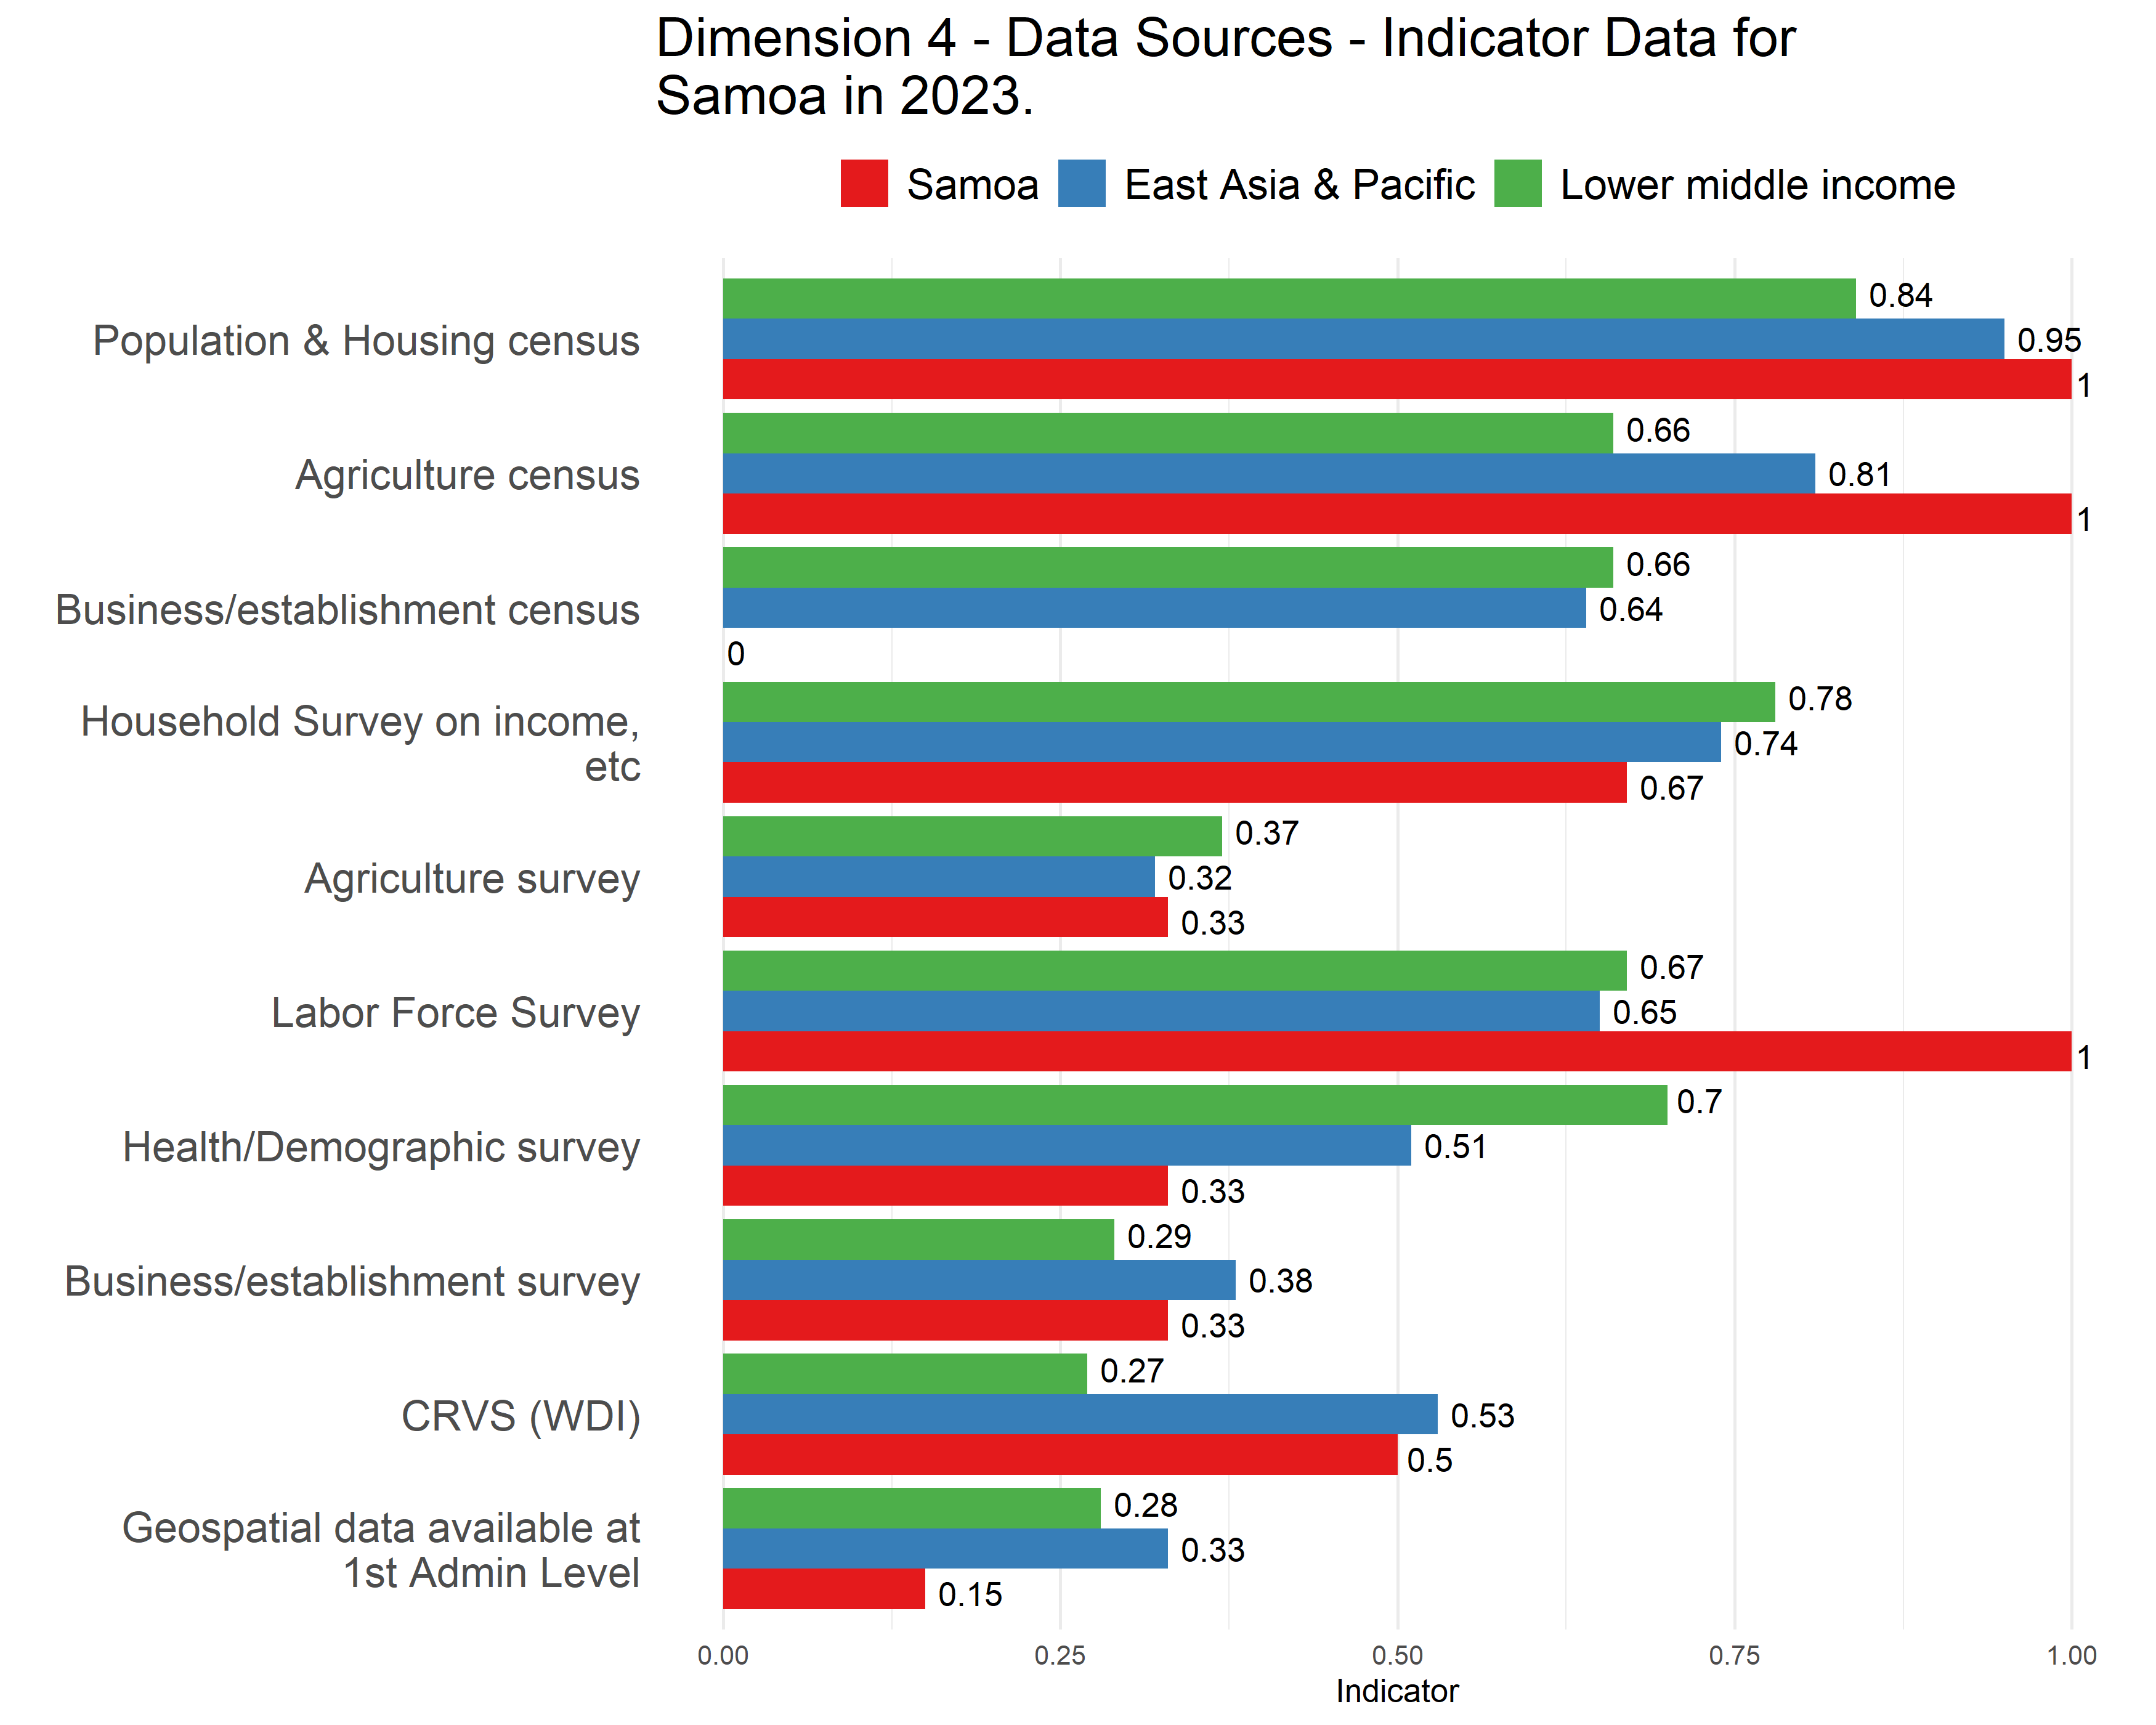 Dimension 4 - Data Sources - Indicator Data for
Samoa in 2023.
Samoa East Asia & Pacific Lower middle income
Population & Housing census
0.84
0.95
1
Agriculture census
0.66
0.81
1
Business/establishment census
0.66
0.64
0
Household Survey on income,
etc
0.78
0.74
0.67
Agriculture survey
0.37
0.32
0.33
Labor Force Survey
0.67
0.65
1
Health/Demographic survey
0.7
0.51
0.33
Business/establishment survey
0.29
0.38
0.33
CRVS (WDI)
0.27
0.53
0.5
Geospatial data available at
1st Admin Level
0.28
0.33
0.15
0.00 0.25 0.50 0.75 1.00
Indicator